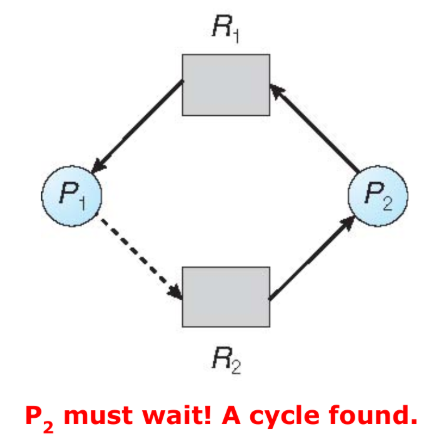 R₁
P₁
P₂
R₂
P₂ must wait! A cycle found.